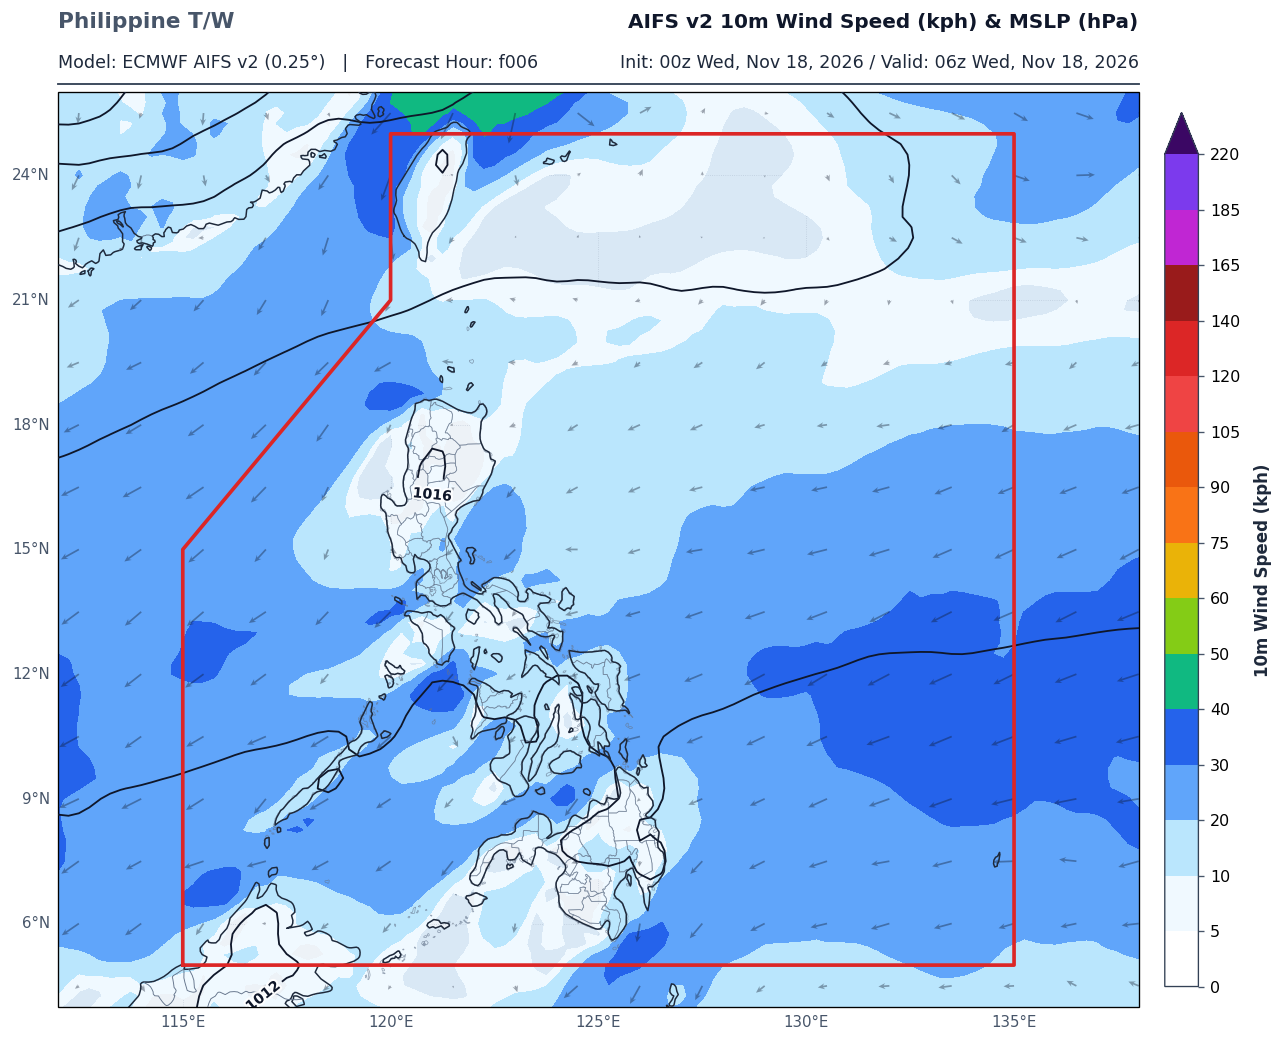 Philippine T/W
AIFS v2 10m Wind Speed (kph) & MSLP (hPa)
Model: ECMWF AIFS v2 (0.25°) | Forecast Hour: f006
Init: 00z Wed, Nov 18, 2026 / Valid: 06z Wed, Nov 18, 2026
24°N
21°N
18°N
15°N
12°N
9°N
6°N
1016
1012
115°E
120°E
125°E
130°E
135°E
220
185
165
140
120
105
90
75
60
50
40
30
20
10
5
0
10m Wind Speed (kph)